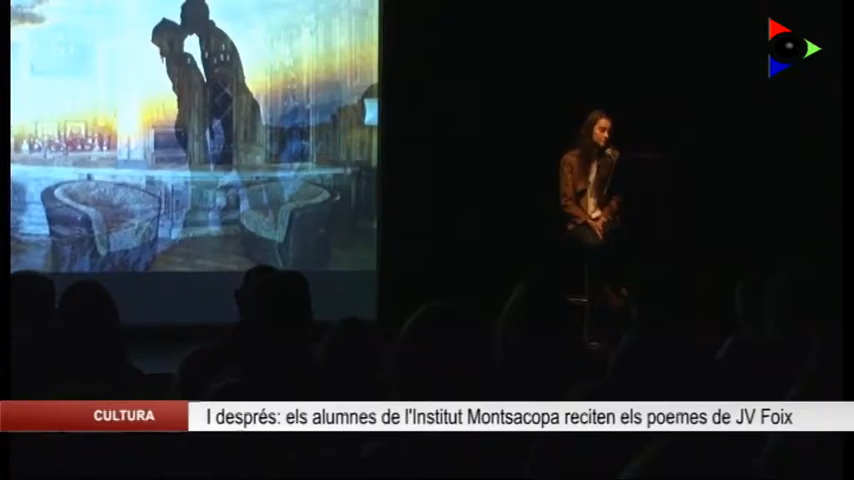 CULTURA
I després: els alumnes de l'Institut Montsacopa reciten els poemes de JV Foix